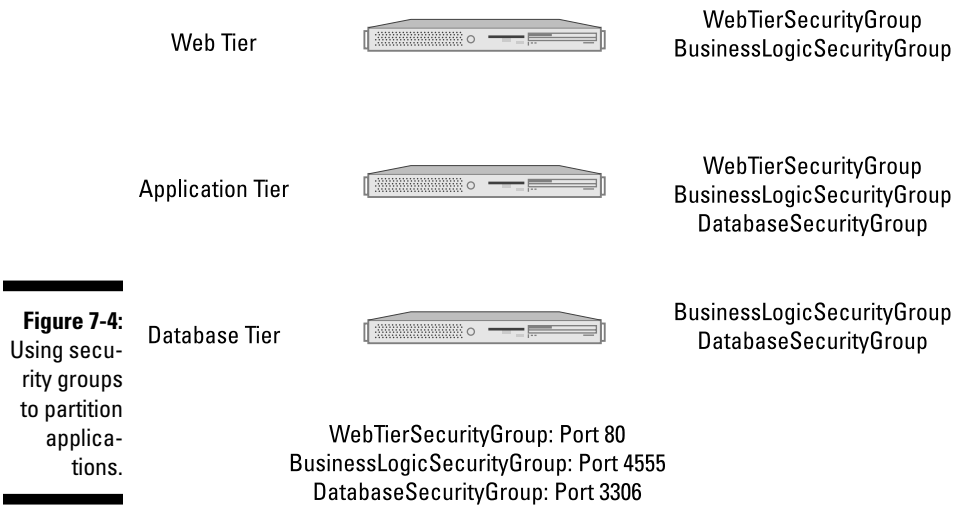 Web Tier
WebTierSecurityGroup
BusinessLogicSecurityGroup
Application Tier
WebTierSecurityGroup
BusinessLogicSecurityGroup
DatabaseSecurityGroup
Database Tier
BusinessLogicSecurityGroup
DatabaseSecurityGroup
Figure 7-4:
Using secu-
rity groups
to partition
applica-
tions.
WebTierSecurityGroup: Port 80
BusinessLogicSecurityGroup: Port 4555
DatabaseSecurityGroup: Port 3306